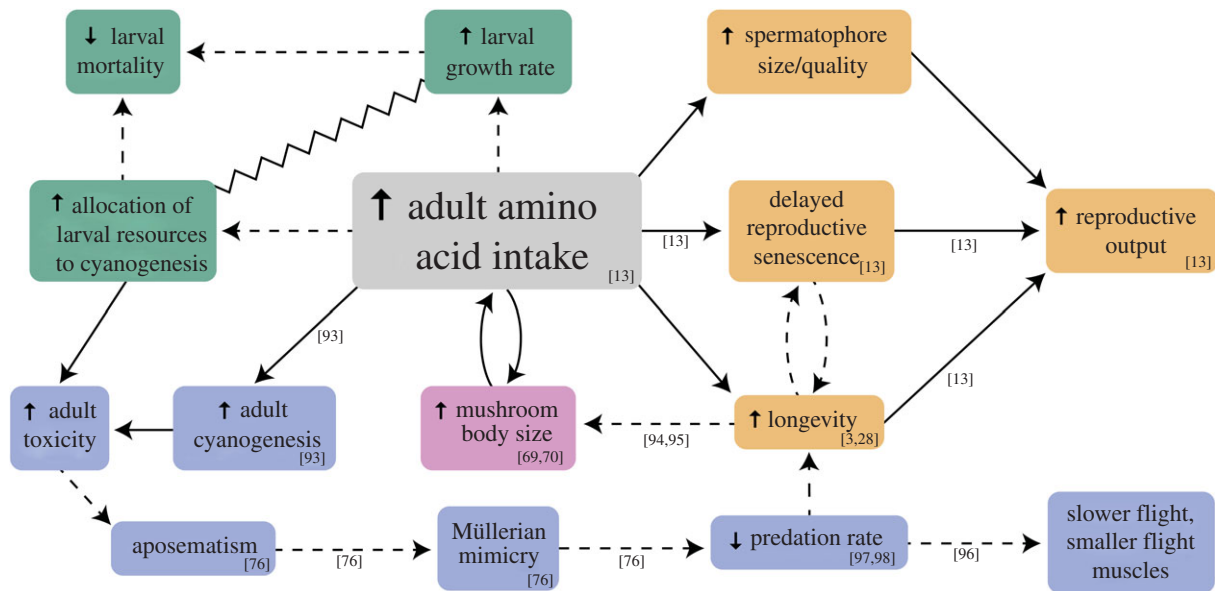 ↓ larval
mortality
↑ larval
growth rate
↑ spermatophore
size/quality
↑ allocation of
larval resources
to cyanogenesis
↑ adult amino
acid intake
[13]
[13]
delayed
reproductive
senescence
[13]
[13]
↑ reproductive
output
[13]
[93]
[13]
↑ adult
toxicity
↑ adult
cyanogenesis
[93]
↑ mushroom
body size
[69,70]
[94,95]
↑ longevity
[3,28]
aposematism
[76]
[76]
Müllerian
mimicry
[76]
[76]
↓ predation rate
[97,98]
[96]
slower flight,
smaller flight
muscles